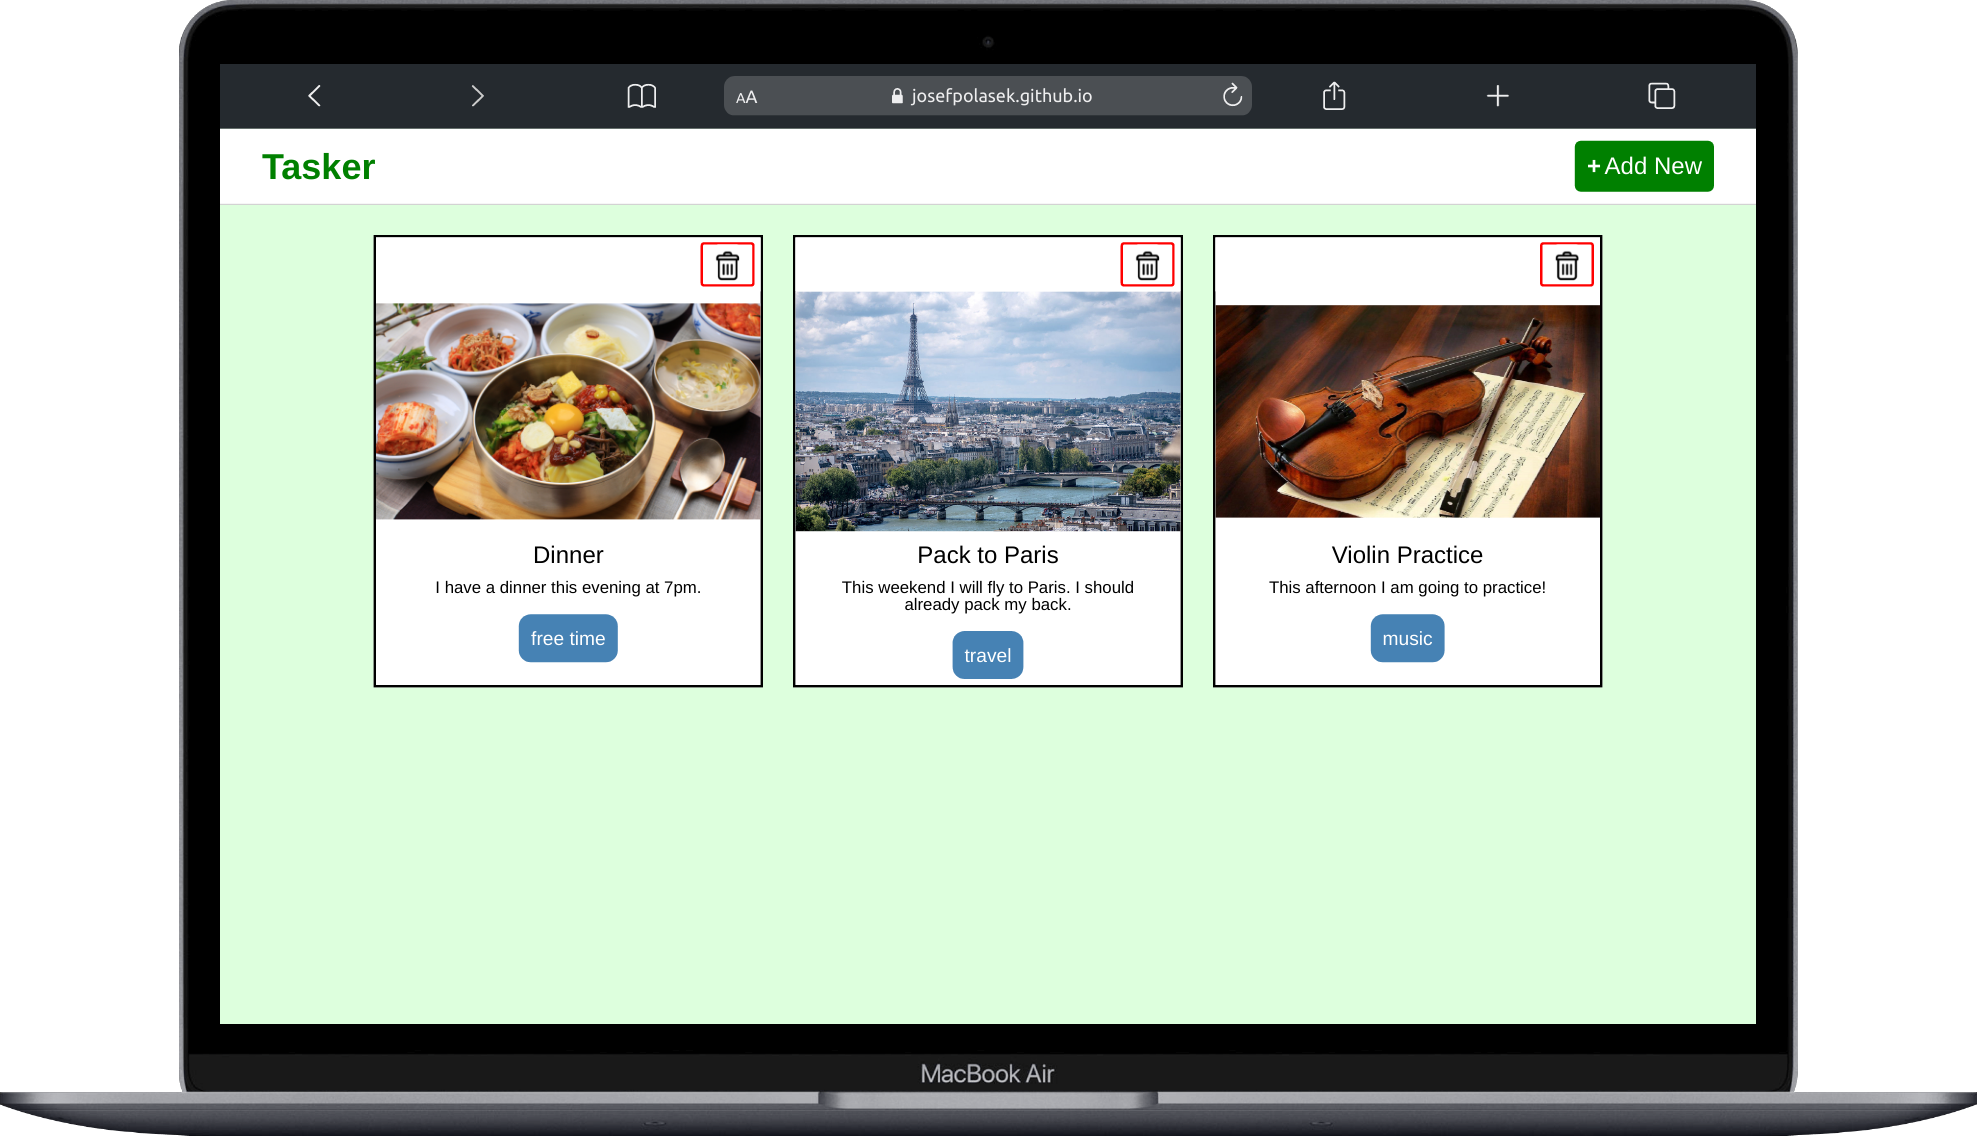 AA josefpolasek.github.io
Tasker
+ Add New
Dinner
I have a dinner this evening at 7pm.
free time
Pack to Paris
This weekend I will fly to Paris. I should
already pack my back.
travel
Violin Practice
This afternoon I am going to practice!
music
MacBook Air